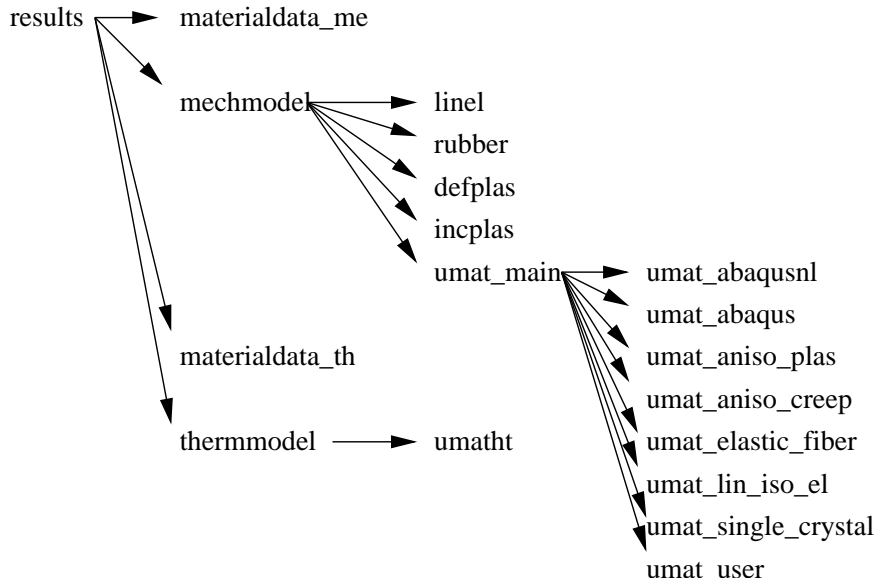 results materialdata_me
mechmodel linel
rubber
defplas
incplas
umat_main umat_abaqusnl
umat_abaqus
materialdata_th umat_aniso_plas
umat_aniso_creep
thermmodel umatht umat_elastic_fiber
umat_lin_iso_el
umat_single_crystal
umat_user